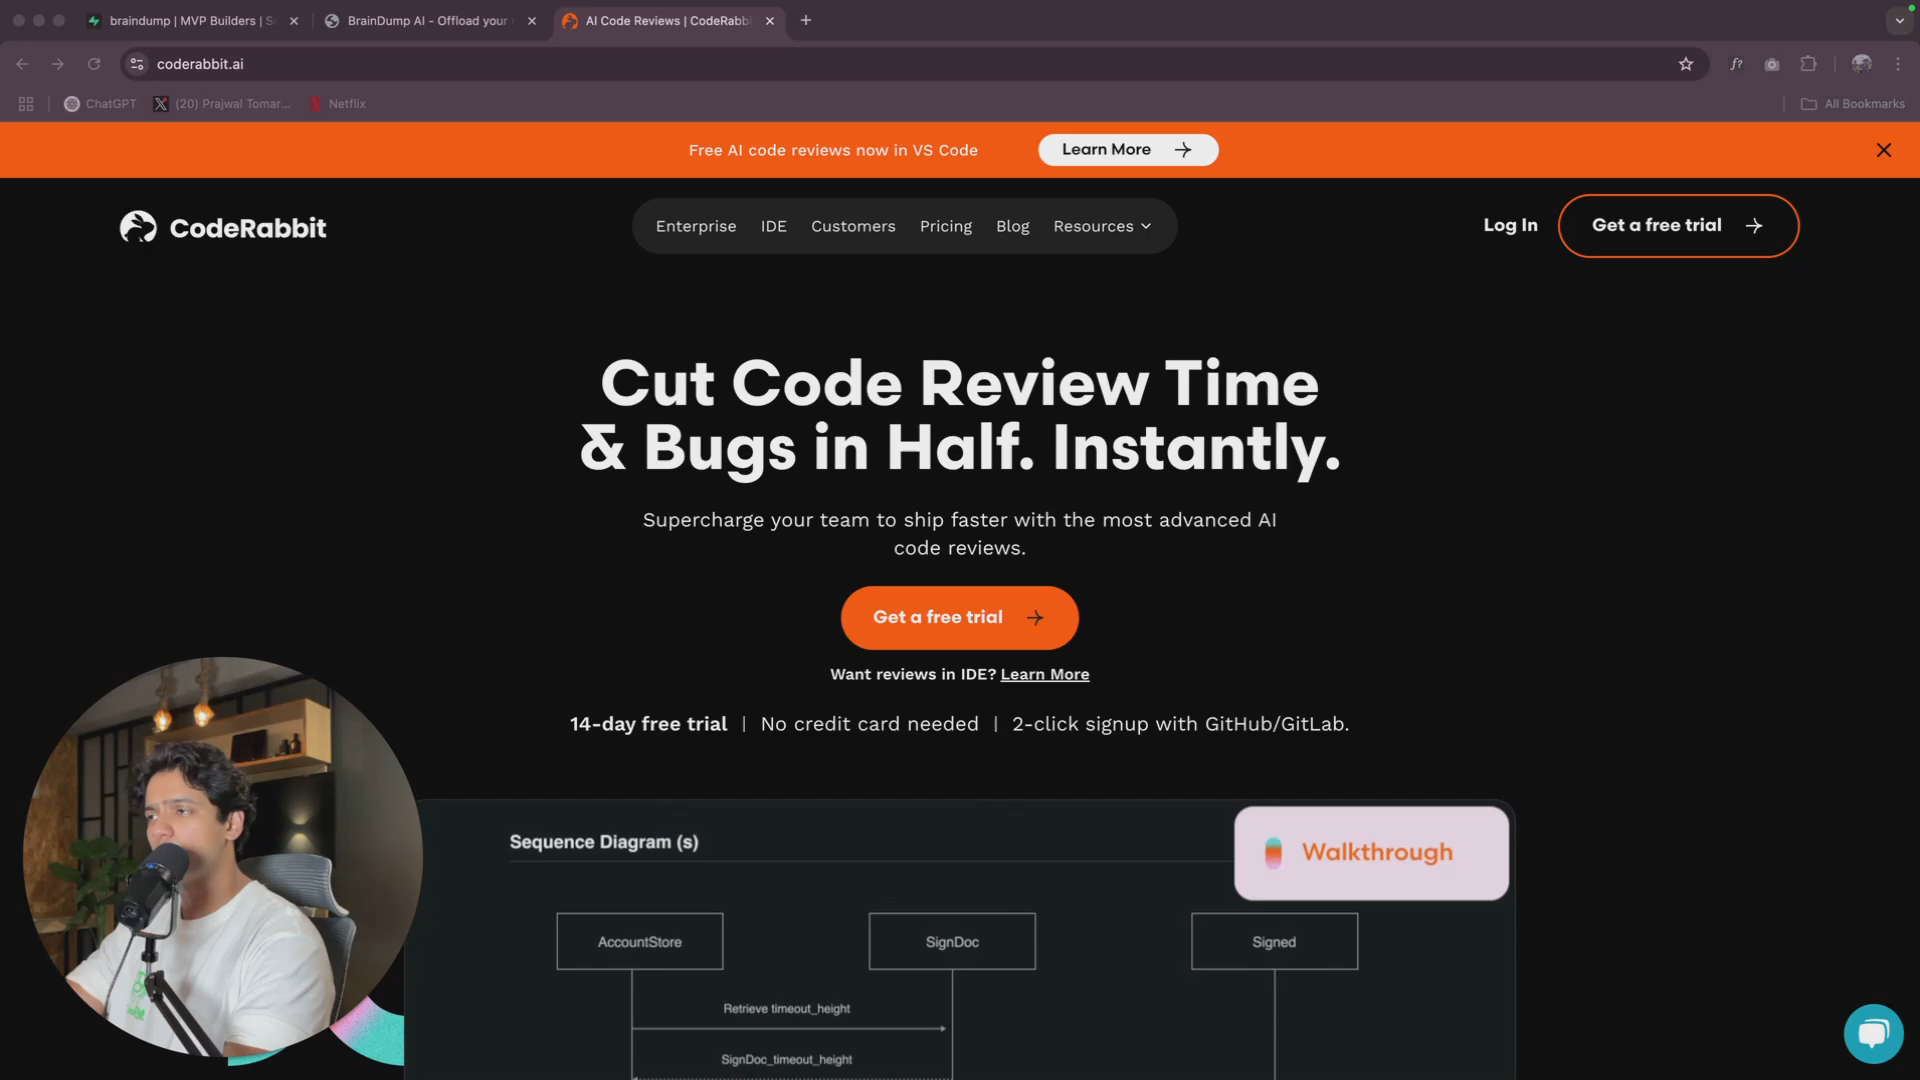 braindump | MVP Builders | S
BrainDump AI - Offload your
AI Code Reviews | CodeRabb
coderabbit.ai
f?
ChatGPT
(20) Prajwal Tomar...
Netflix
All Bookmarks
Free AI code reviews now in VS Code
Learn More
CodeRabbit
Enterprise
IDE
Customers
Pricing
Blog
Resources
Log In
Get a free trial
Cut Code Review Time
& Bugs in Half. Instantly.
Supercharge your team to ship faster with the most advanced AI
code reviews.
Get a free trial
Want reviews in IDE? Learn More
14-day free trial | No credit card needed | 2-click signup with GitHub/GitLab.
Sequence Diagram (s)
Walkthrough
AccountStore
SignDoc
Signed
Retrieve timeout_height
SignDoc_timeout_height